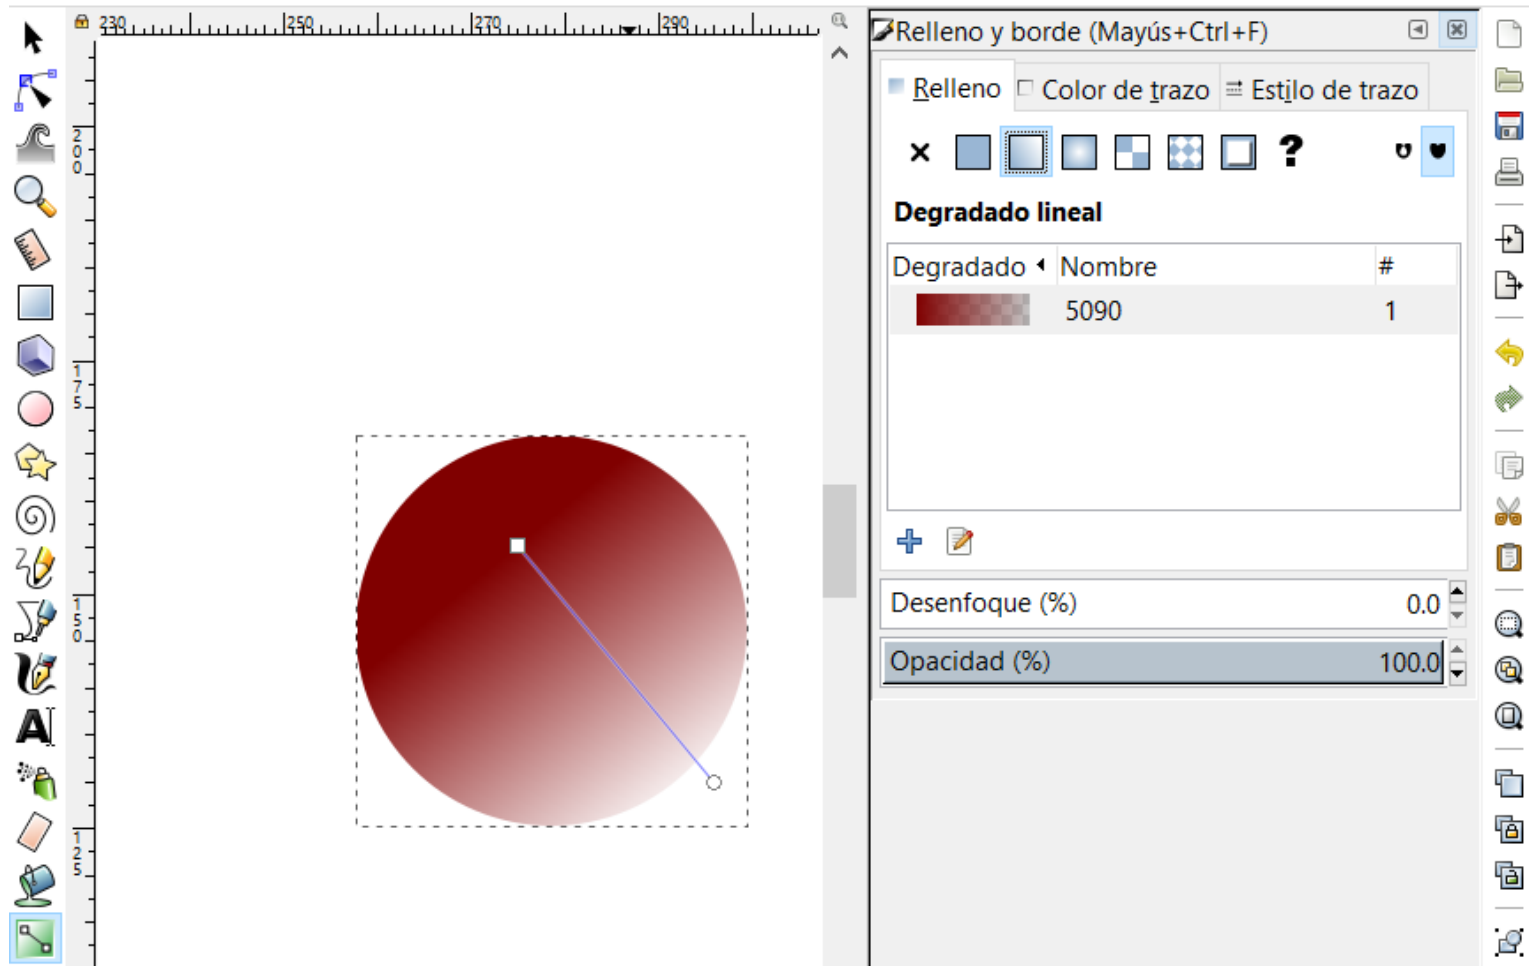 230 250 270 290
Relleno y borde (Mayús+Ctrl+F)
Relleno Color de trazo Estilo de trazo
?
Degradado lineal
Degradado Nombre #
5090 1
Desenfoque (%) 0.0
Opacidad (%) 100.0
200
175
150
125
A